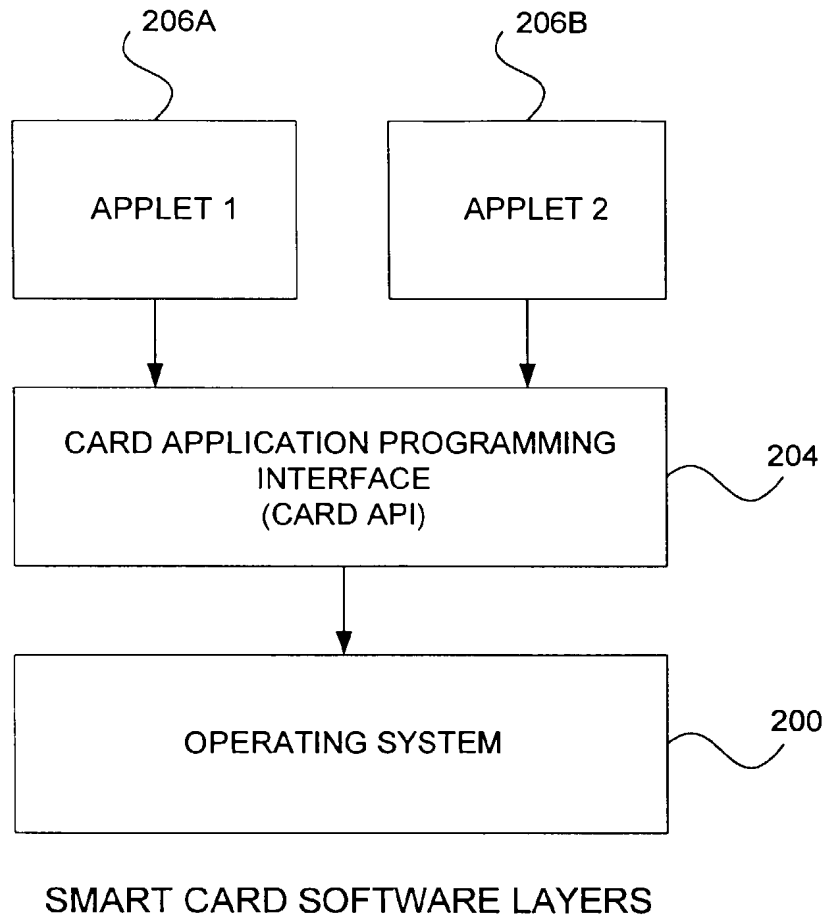 206A
206B
APPLET 1
APPLET 2
CARD APPLICATION PROGRAMMING
INTERFACE
(CARD API)
204
OPERATING SYSTEM
200
SMART CARD SOFTWARE LAYERS